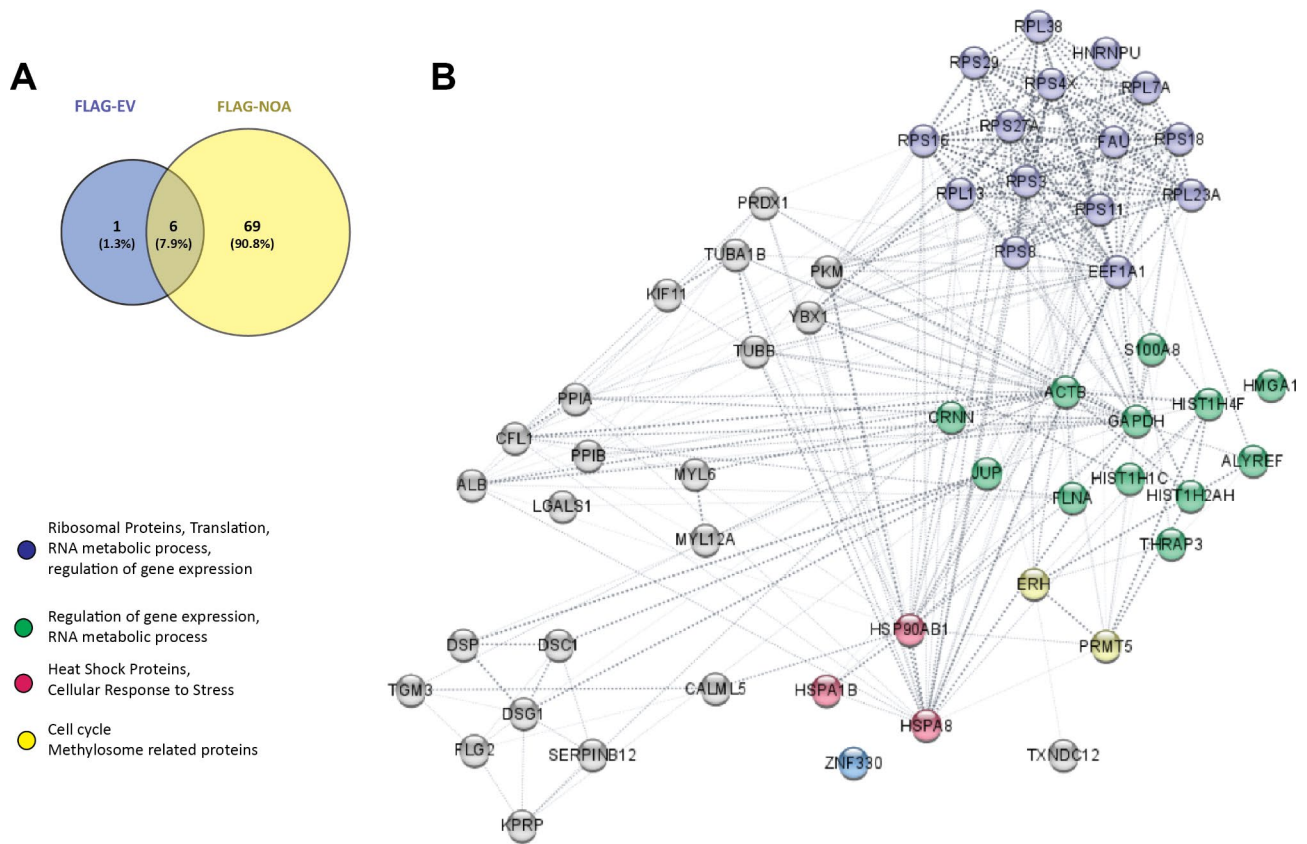 A
FLAG-EV
FLAG-NOA
1
(1.3%)
6
(7.9%)
69
(90.8%)
Ribosomal Proteins, Translation,
RNA metabolic process,
regulation of gene expression
Regulation of gene expression,
RNA metabolic process
Heat Shock Proteins,
Cellular Response to Stress
Cell cycle
Methylosome related proteins
B
RPL38
HNRNPU
RPS29
RPS4X
RPL7A
RPS27A
RPS16
FAU
RPS18
RPS3
RPL13
RPL23A
RPS11
RPS8
EEF1A1
PRDX1
TUBA1B
PKM
KIF11
YBX1
TUBB
S100A8
HMGA1
ACTB
HIST1H4F
PPIA
CRNN
GAPDH
CFL1
PPIB
ALYREF
MYL6
JUP
HIST1H1C
ALB
FLNA
HIST1H2AH
LGALS1
MYL12A
THRAP3
ERH
HSP90AB1
PRMT5
DSP
DSC1
TGM3
CALML5
HSPA1B
DSG1
HSPA8
FLG2
SERPINB12
ZNF330
TXNDC12
KPRP